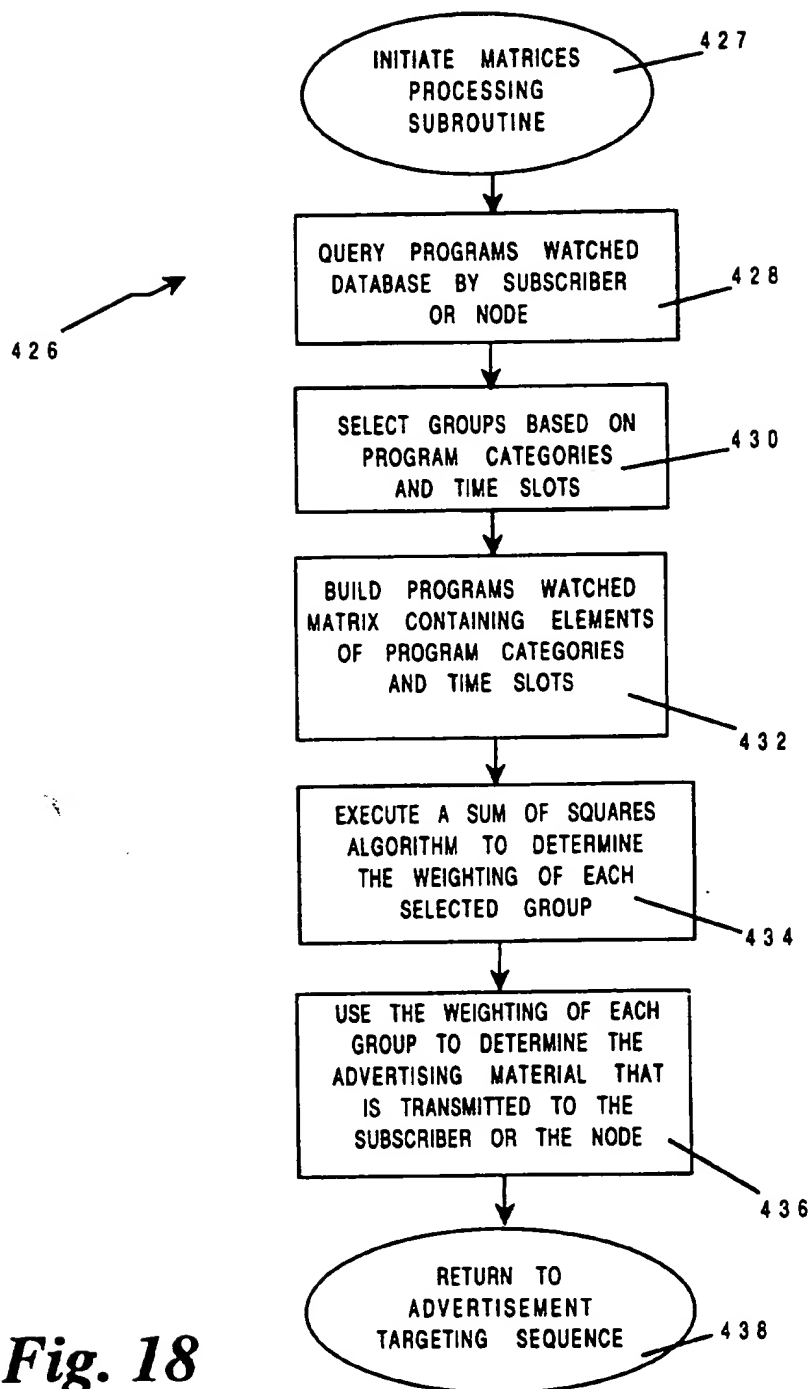 INITIATE MATRICES
PROCESSING
SUBROUTINE
427
QUERY PROGRAMS WATCHED
DATABASE BY SUBSCRIBER
OR NODE
428
426
SELECT GROUPS BASED ON
PROGRAM CATEGORIES
AND TIME SLOTS
430
BUILD PROGRAMS WATCHED
MATRIX CONTAINING ELEMENTS
OF PROGRAM CATEGORIES
AND TIME SLOTS
432
EXECUTE A SUM OF SQUARES
ALGORITHM TO DETERMINE
THE WEIGHTING OF EACH
SELECTED GROUP
434
USE THE WEIGHTING OF EACH
GROUP TO DETERMINE THE
ADVERTISING MATERIAL THAT
IS TRANSMITTED TO THE
SUBSCRIBER OR THE NODE
436
RETURN TO
ADVERTISEMENT
TARGETING SEQUENCE
438
Fig. 18